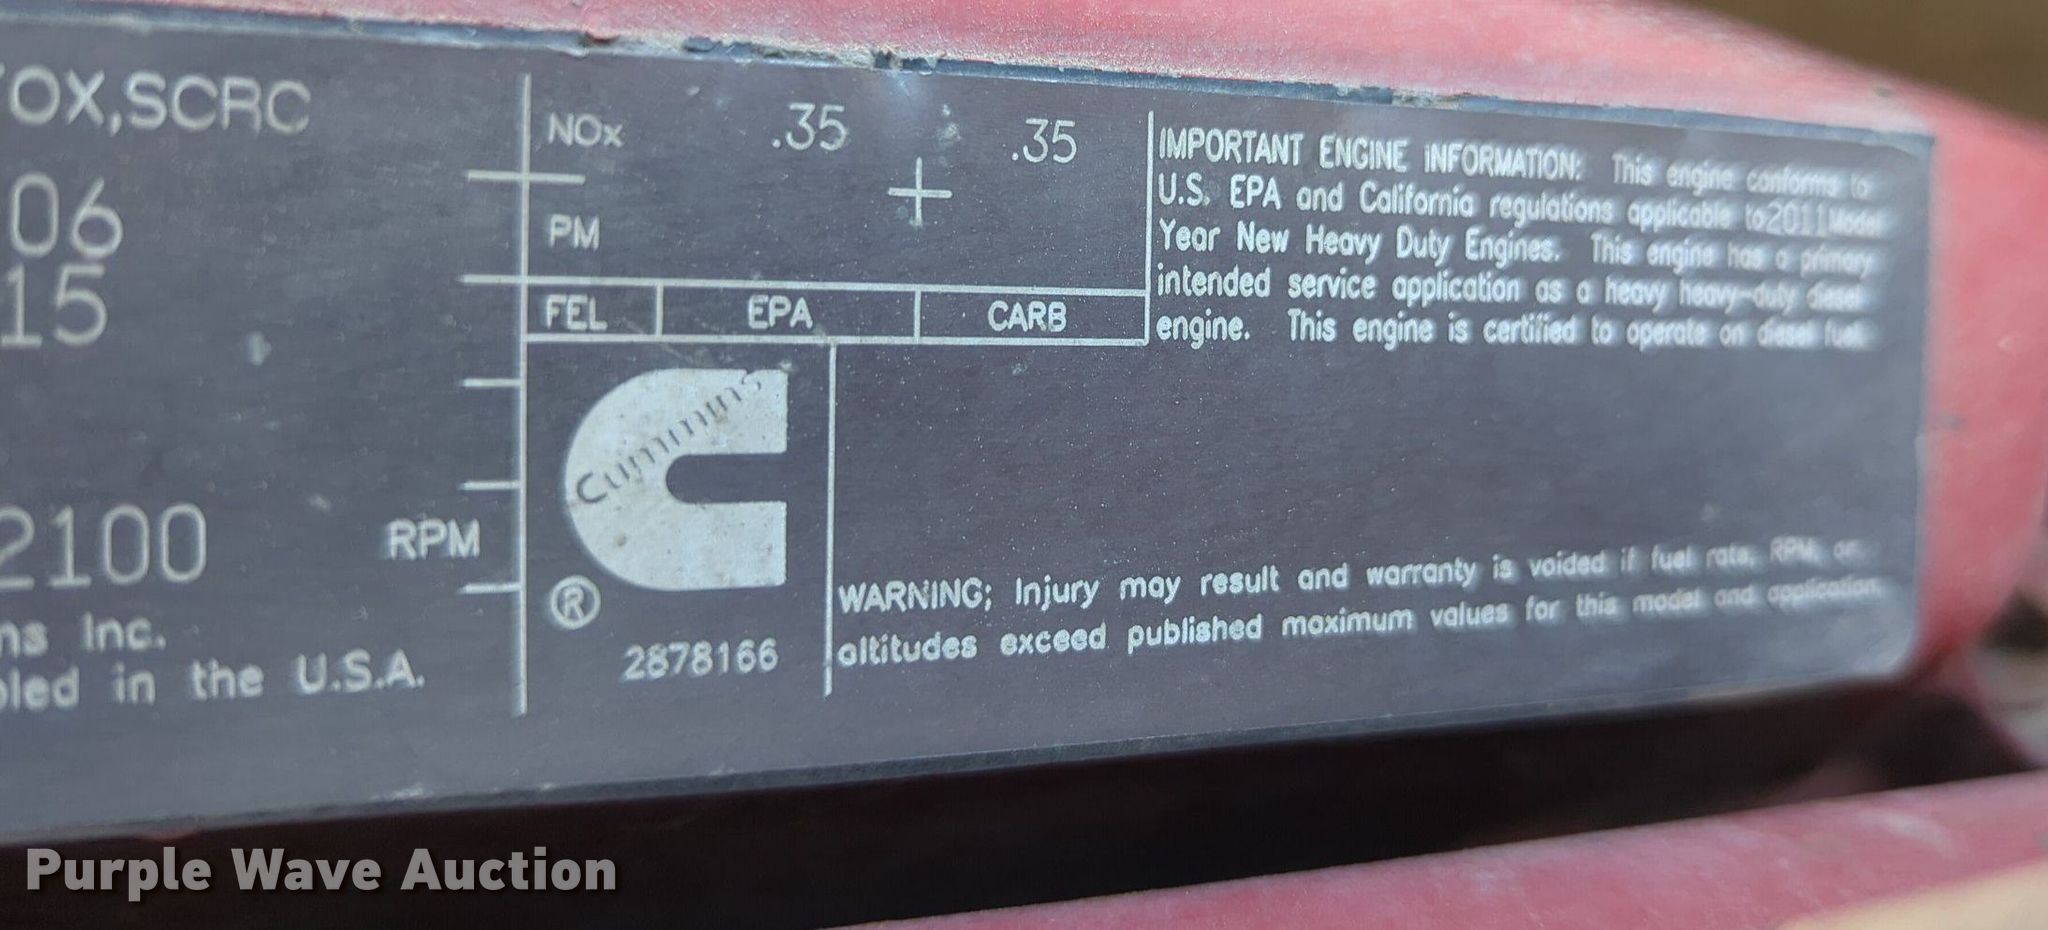 OX,SCRC
06
15
2100 RPM
ns Inc.
led in the U.S.A.
NOx .35 .35
PM
FEL EPA CARB
Cummins
®
2878166
IMPORTANT ENGINE INFORMATION: This engine conforms to
U.S. EPA and California regulations applicable to 2011 Model
Year New Heavy Duty Engines. This engine has a primary
intended service application as a heavy heavy-duty diesel
engine. This engine is certified to operate on diesel fuel.
WARNING; Injury may result and warranty is voided if fuel rate, RPM, or
altitudes exceed published maximum values for this model and application.
Purple Wave Auction